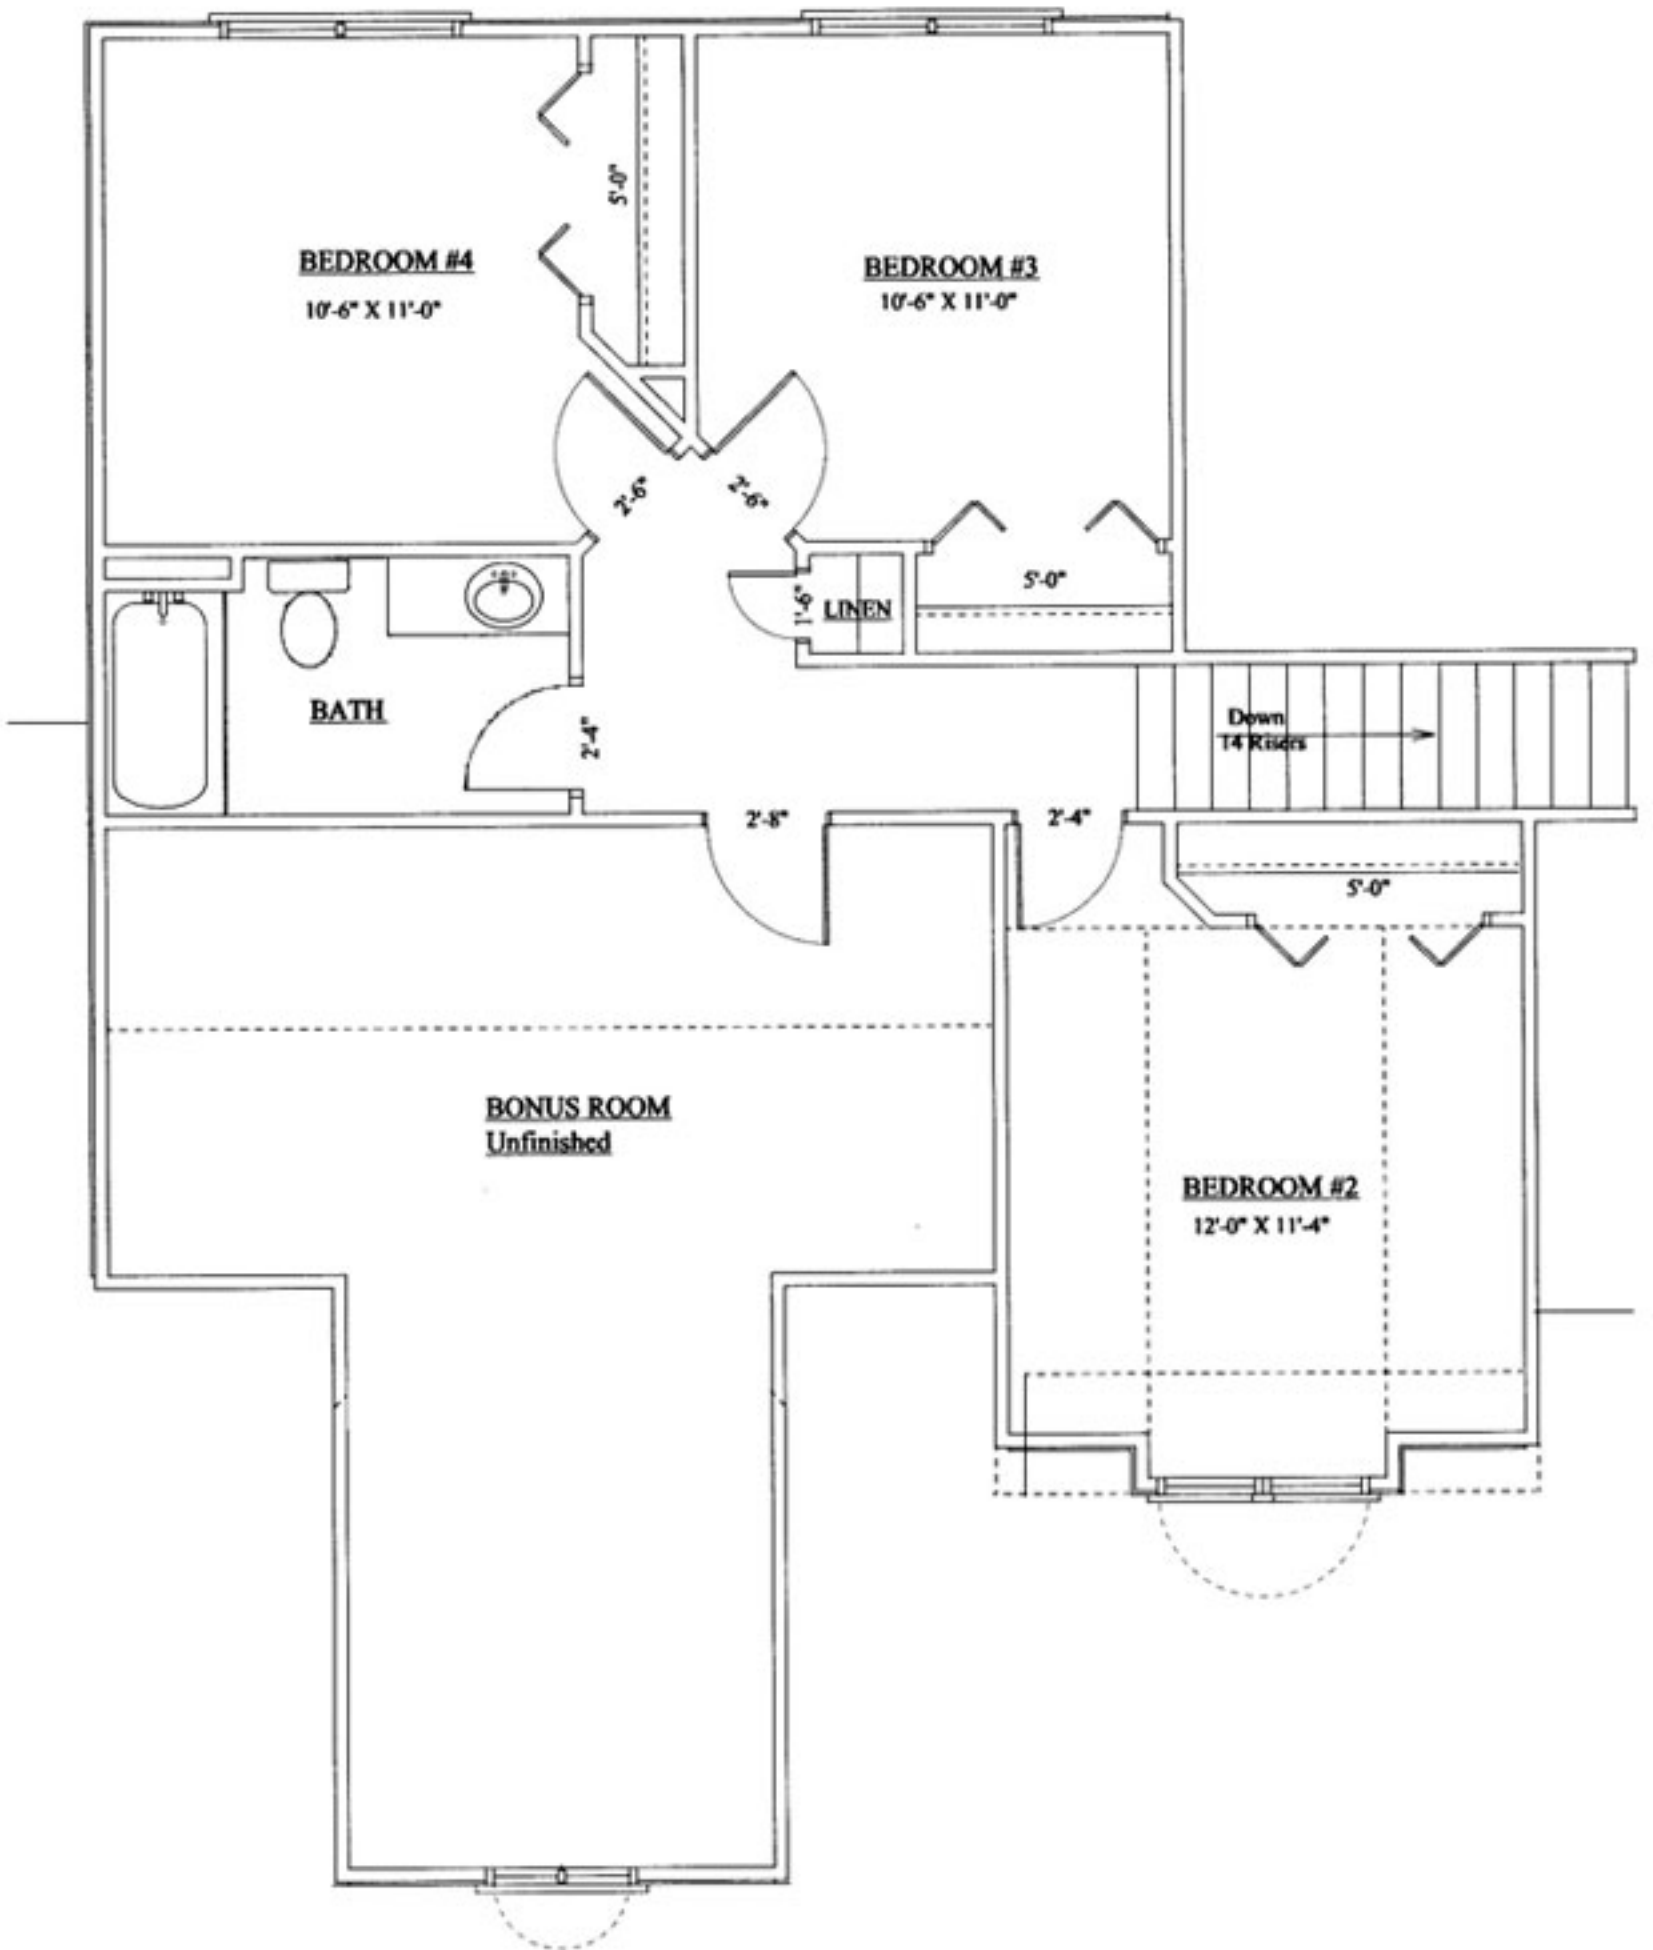 5'-0"
BEDROOM #4
10'-6" X 11'-0"
BEDROOM #3
10'-6" X 11'-0"
2'-6"
2'-6"
5'-0"
1'-6"
LINEN
BATH
2'-4"
Down
14 Risers
2'-8"
2'-4"
5'-0"
BONUS ROOM
Unfinished
BEDROOM #2
12'-0" X 11'-4"